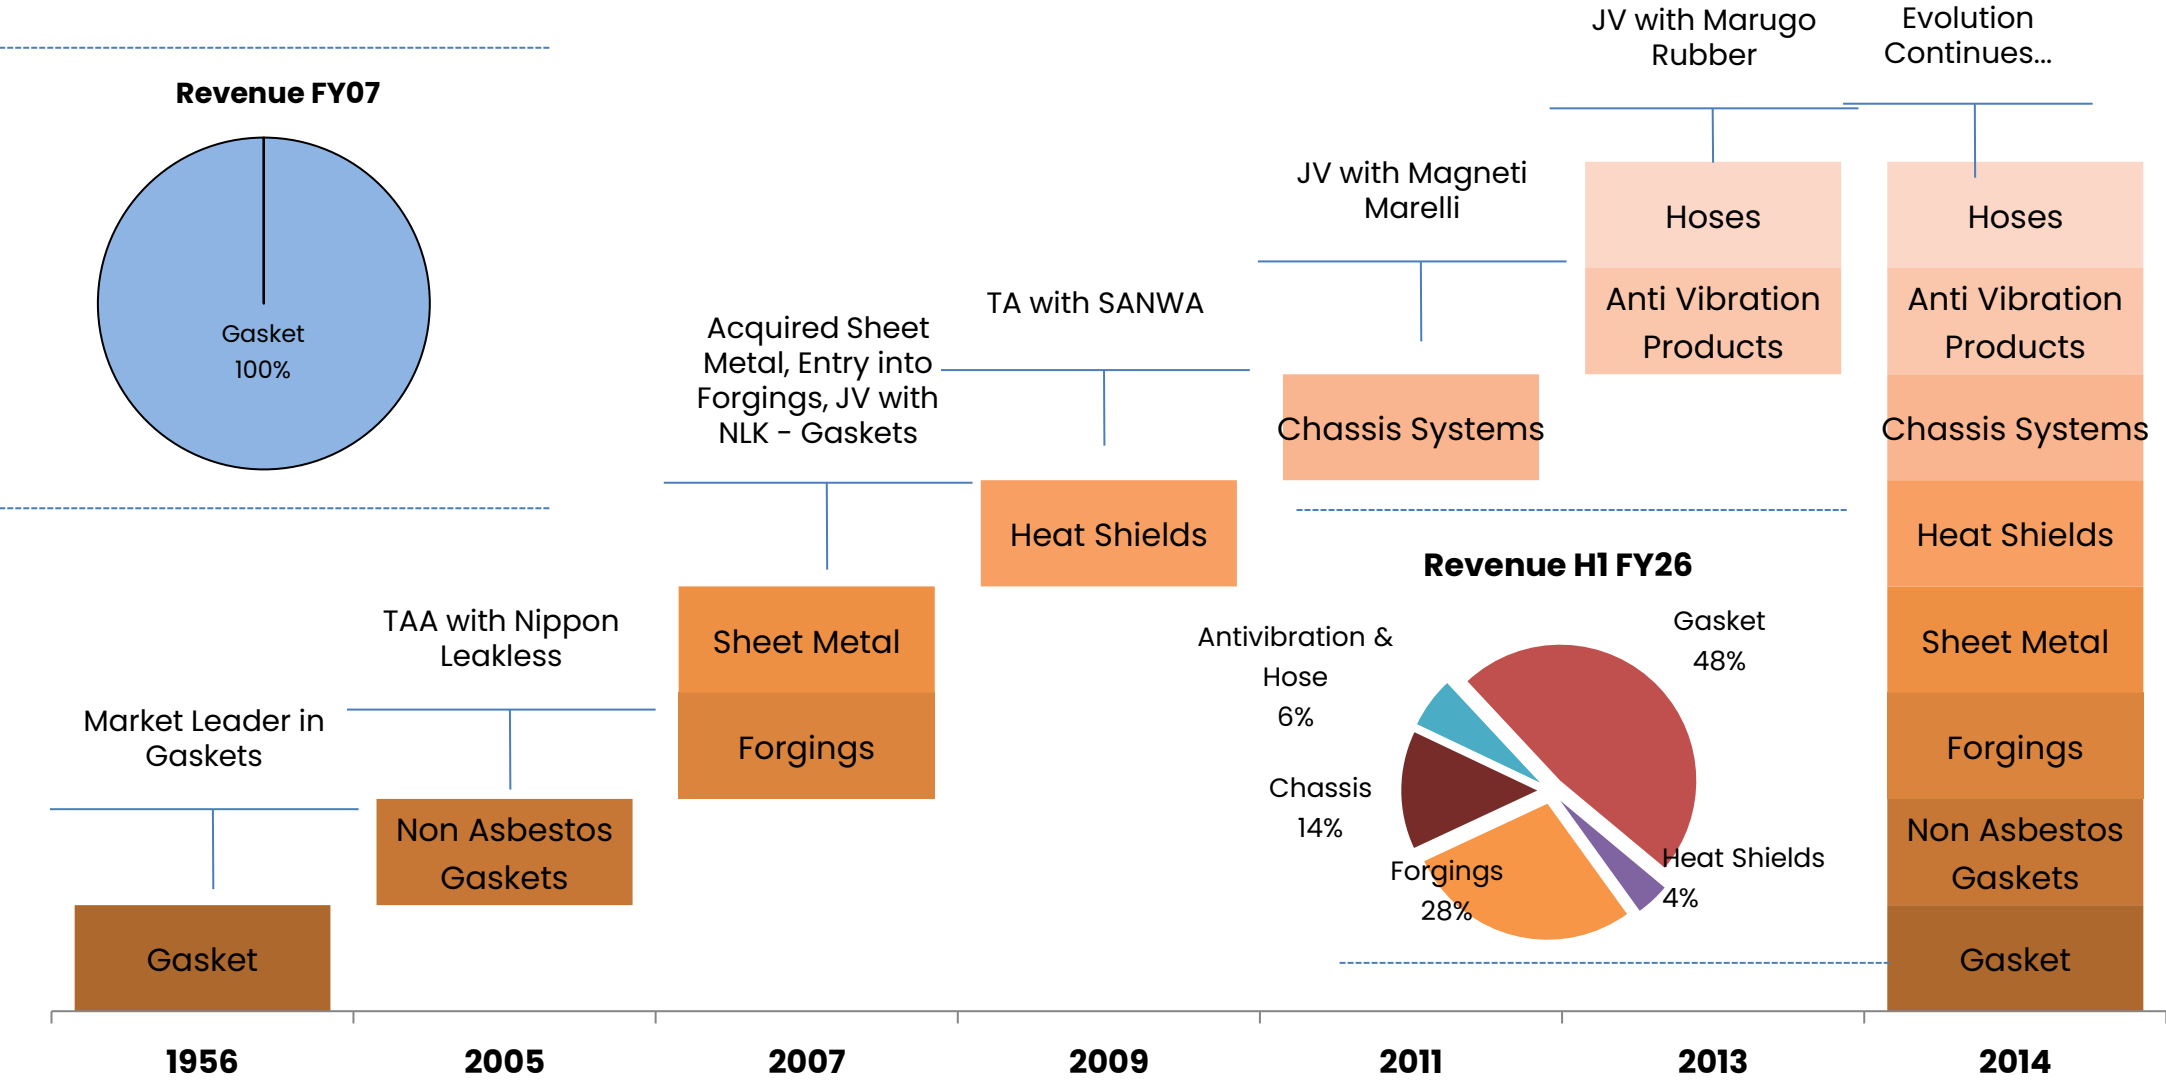 JV with Marugo
Rubber
Evolution
Continues...
Revenue FY07
Gasket
100%
JV with Magneti
Marelli
Hoses
Anti Vibration
Products
Hoses
Anti Vibration
Products
Chassis Systems
Heat Shields
Sheet Metal
Forgings
Non Asbestos
Gaskets
Gasket
TA with SANWA
Acquired Sheet
Metal, Entry into
Forgings, JV with
NLK - Gaskets
Chassis Systems
Heat Shields
Revenue H1 FY26
Gasket
48%
Antivibration &
Hose
6%
Chassis
14%
Forgings
28%
Heat Shields
4%
TAA with Nippon
Leakless
Sheet Metal
Forgings
Market Leader in
Gaskets
Non Asbestos
Gaskets
Gasket
1956
2005
2007
2009
2011
2013
2014